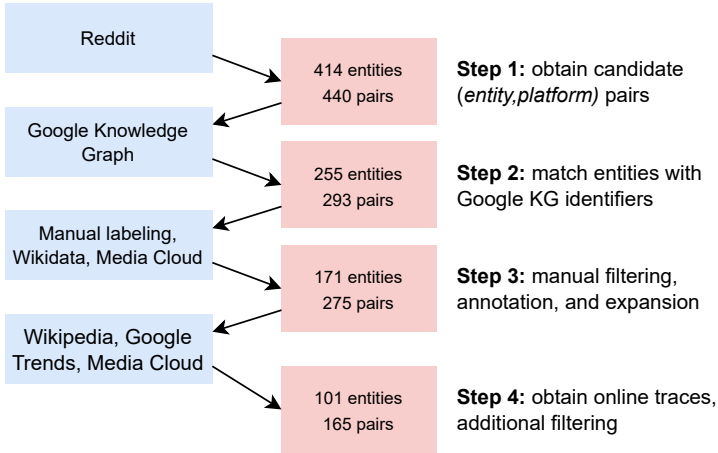 Reddit
414 entities
440 pairs
Step 1: obtain candidate
(entity,platform) pairs
Google Knowledge
Graph
255 entities
293 pairs
Step 2: match entities with
Google KG identifiers
Manual labeling,
Wikidata, Media Cloud
171 entities
275 pairs
Step 3: manual filtering,
annotation, and expansion
Wikipedia, Google
Trends, Media Cloud
101 entities
165 pairs
Step 4: obtain online traces,
additional filtering